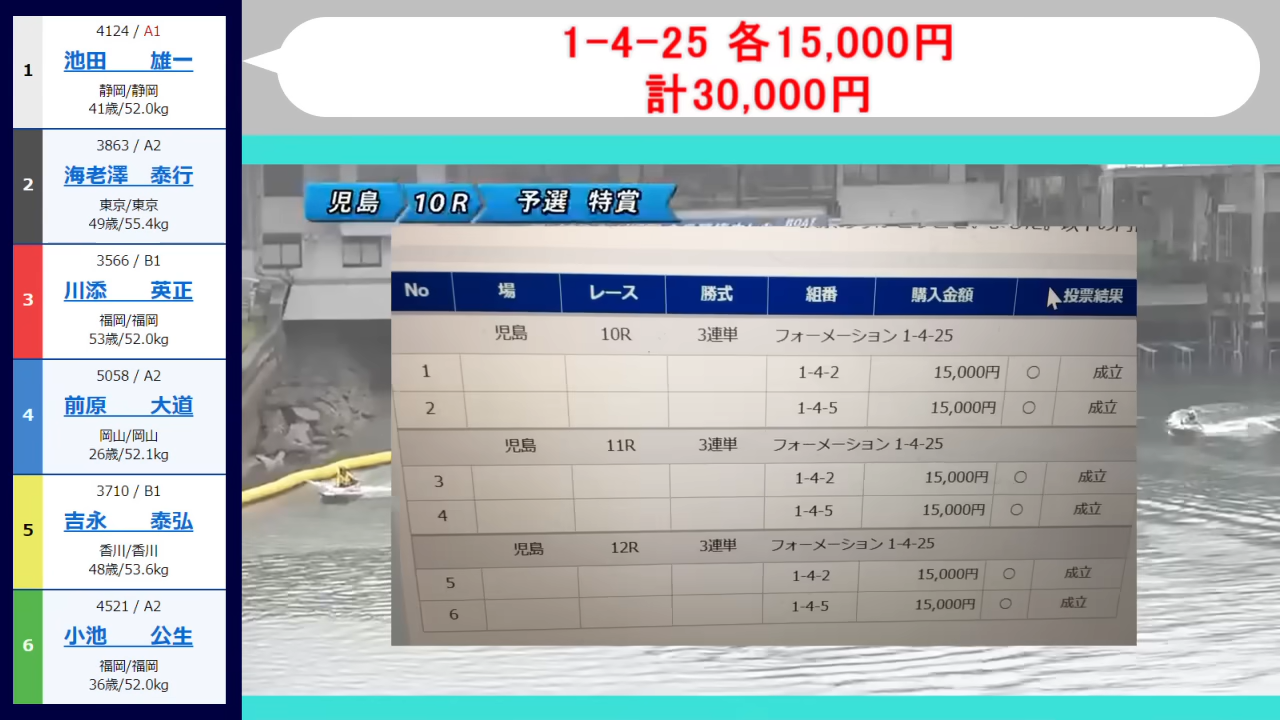 1
4124 / A1
池田 雄一
静岡/静岡
41歳/52.0kg
2
3863 / A2
海老澤 泰行
東京/東京
49歳/55.4kg
3
3566 / B1
川添 英正
福岡/福岡
53歳/52.0kg
4
5058 / A2
前原 大道
岡山/岡山
26歳/52.1kg
5
3710 / B1
吉永 泰弘
香川/香川
48歳/53.6kg
6
4521 / A2
小池 公生
福岡/福岡
36歳/52.0kg
1-4-25 各15,000円
計30,000円
児島 10R 予選 特賞
BOAT
No 場 レース 勝式 組番 購入金額 投票結果
児島 10R 3連単 フォーメーション 1-4-25
1 1-4-2 15,000円 ○ 成立
2 1-4-5 15,000円 ○ 成立
児島 11R 3連単 フォーメーション 1-4-25
3 1-4-2 15,000円 ○ 成立
4 1-4-5 15,000円 ○ 成立
児島 12R 3連単 フォーメーション 1-4-25
5 1-4-2 15,000円 ○ 成立
6 1-4-5 15,000円 ○ 成立